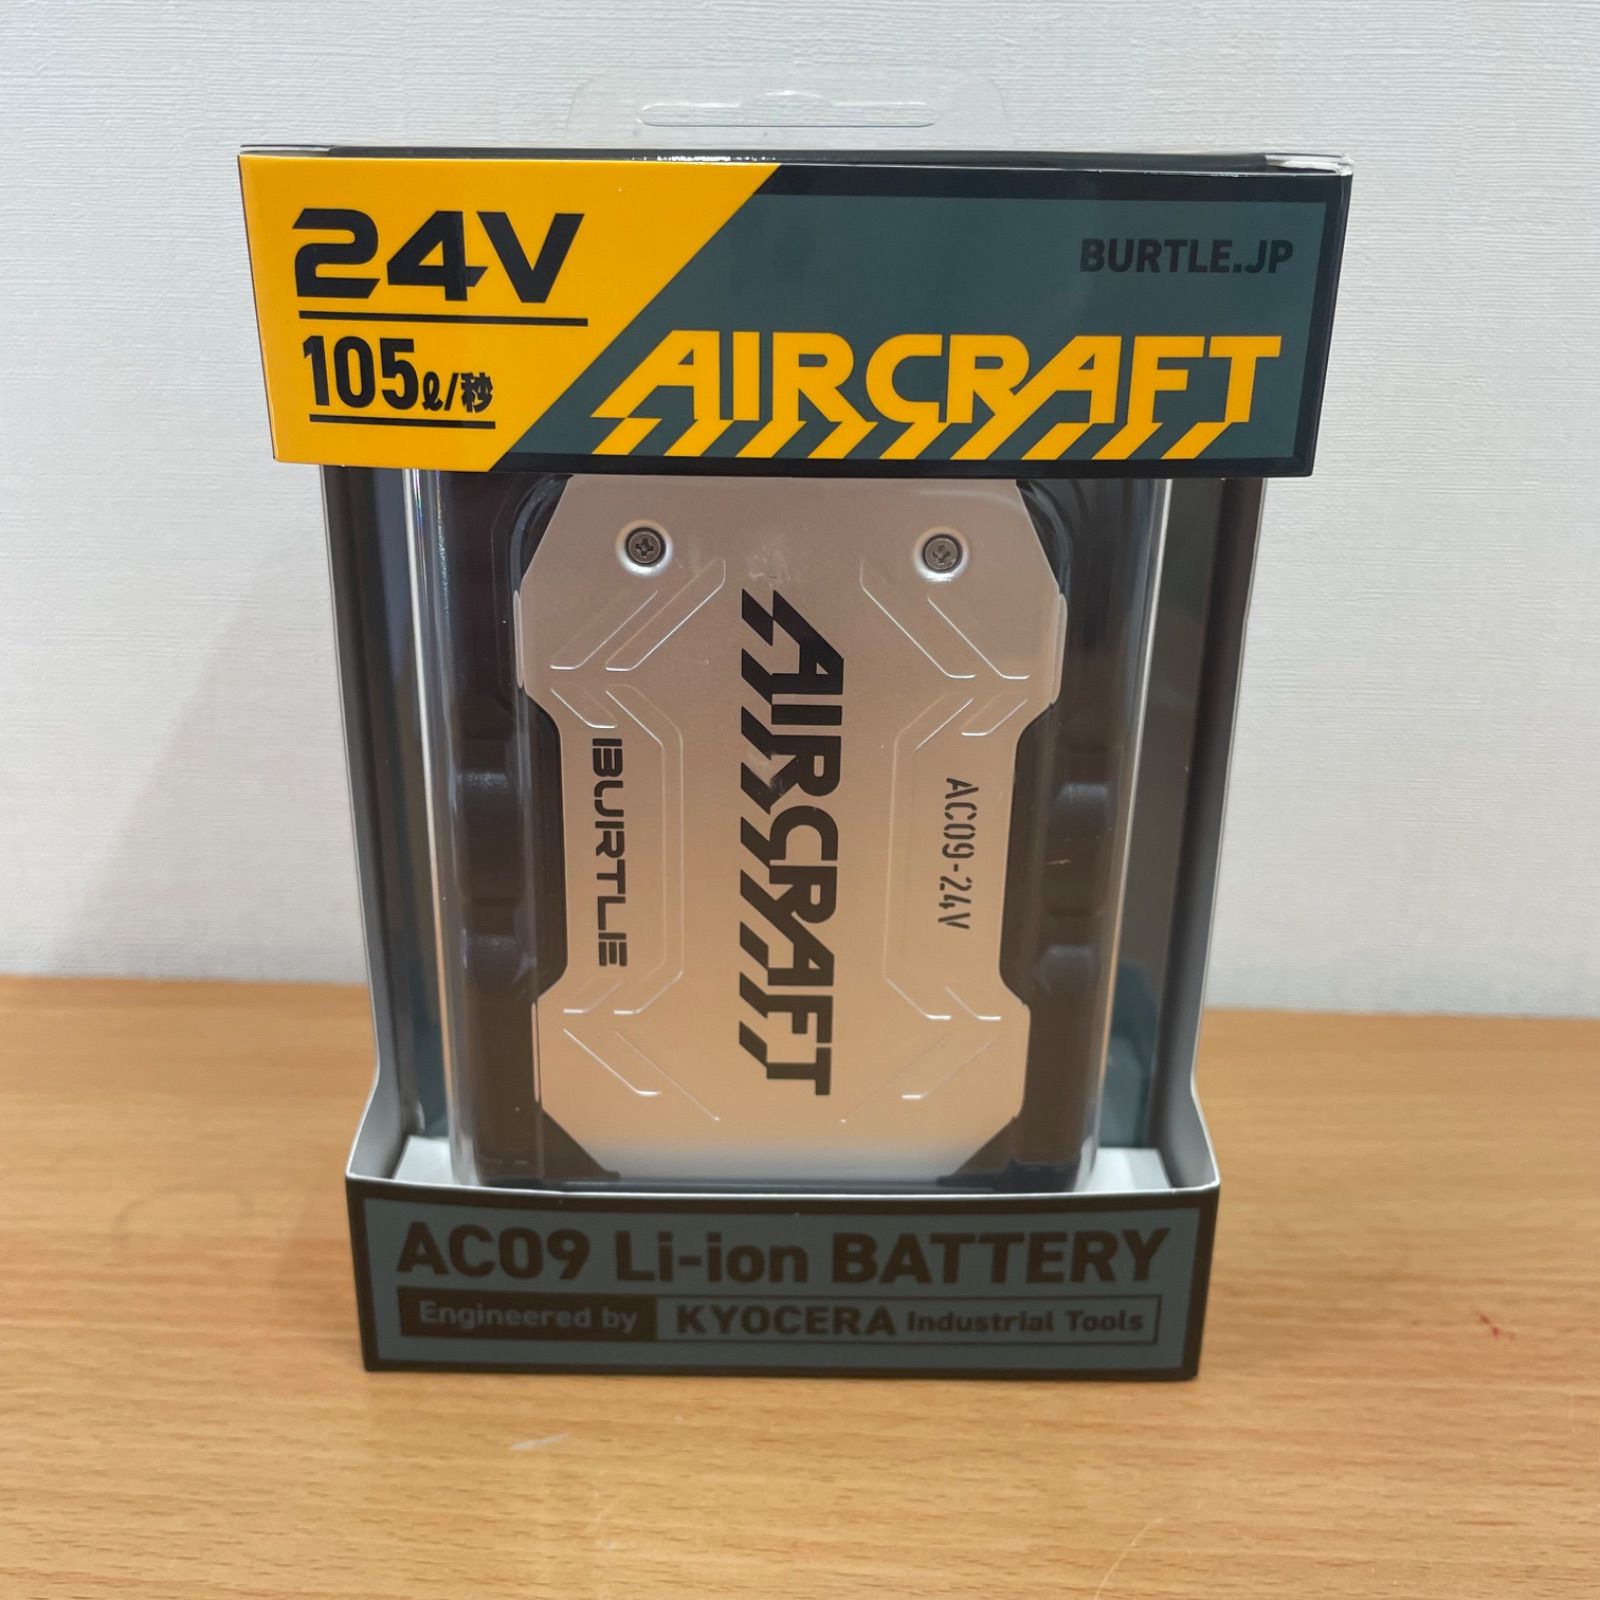 24V
105ℓ/秒
BURTLE.JP
AIRCRAFT
BURTLE
AIRCRAFT
AC09-24V
AC09 Li-ion BATTERY
Engineered by KYOCERA Industrial Tools